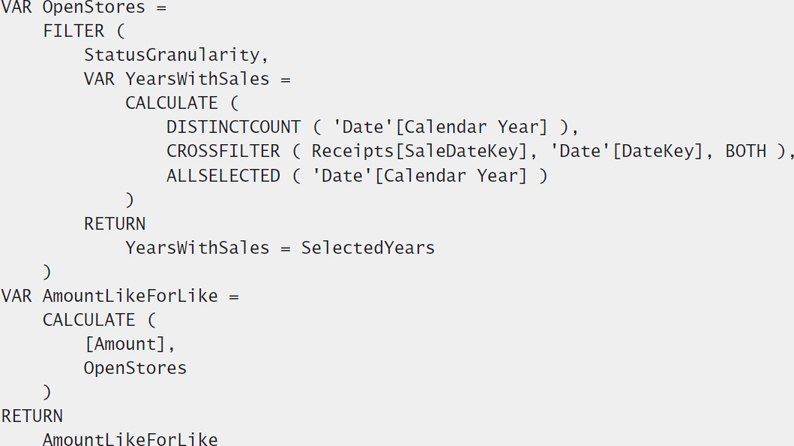 VAR OpenStores =
    FILTER (
        StatusGranularity,
        VAR YearsWithSales =
            CALCULATE (
                DISTINCTCOUNT ( 'Date'[Calendar Year] ),
                CROSSFILTER ( Receipts[SaleDateKey], 'Date'[DateKey], BOTH ),
                ALLSELECTED ( 'Date'[Calendar Year] )
            )
        RETURN
            YearsWithSales = SelectedYears
    )
VAR AmountLikeForLike =
    CALCULATE (
        [Amount],
        OpenStores
    )
RETURN
    AmountLikeForLike